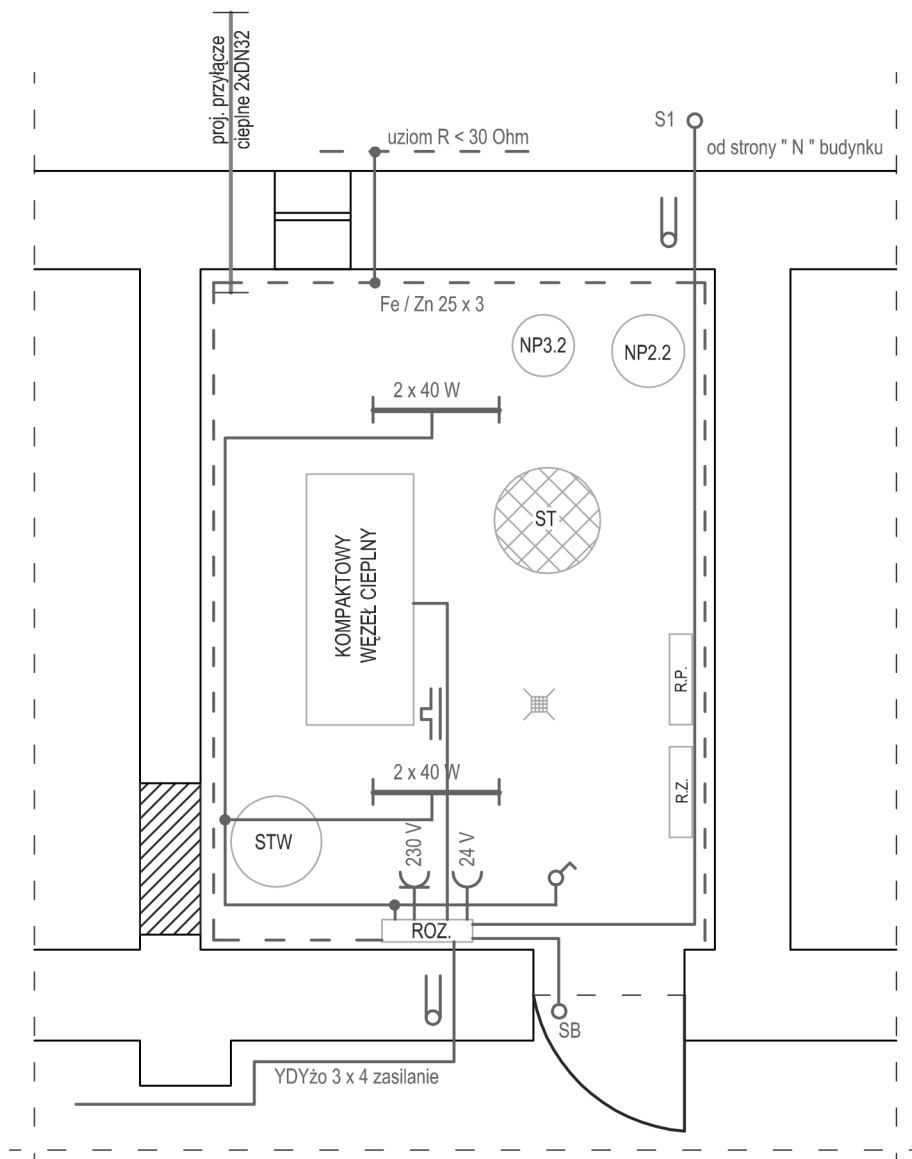 proj. przyłącze
cieplne 2xDN32
uziom R < 30 Ohm
S1
od strony " N " budynku
Fe / Zn 25 x 3
NP3.2
NP2.2
2 x 40 W
ST
KOMPAKTOWY
WĘZEŁ CIEPLNY
R.P.
R.Z.
2 x 40 W
STW
230 V
24 V
ROZ.
SB
YDYżo 3 x 4 zasilanie